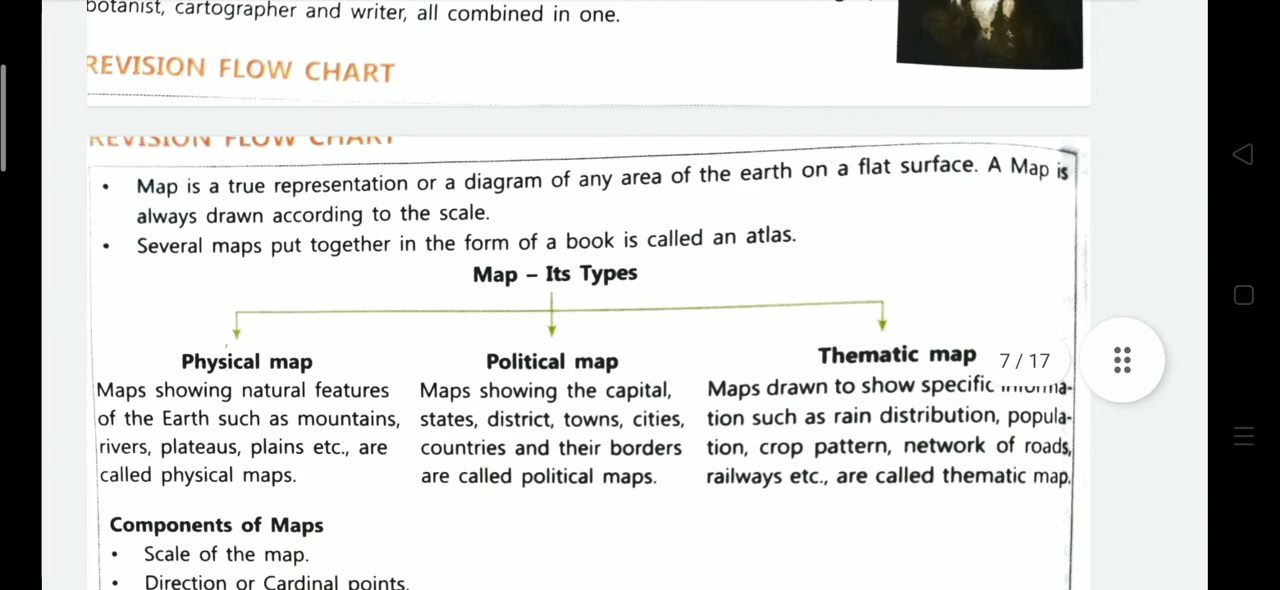 botanist, cartographer and writer, all combined in one.
REVISION FLOW CHART
REVISION FLOW CHART
• Map is a true representation or a diagram of any area of the earth on a flat surface. A Map is
always drawn according to the scale.
• Several maps put together in the form of a book is called an atlas.
Map – Its Types
Physical map
Maps showing natural features
of the Earth such as mountains,
rivers, plateaus, plains etc., are
called physical maps.
Political map
Maps showing the capital,
states, district, towns, cities,
countries and their borders
are called political maps.
Thematic map
7 / 17
Maps drawn to show specific informa-
tion such as rain distribution, popula-
tion, crop pattern, network of roads,
railways etc., are called thematic map.
Components of Maps
• Scale of the map.
• Direction or Cardinal points.